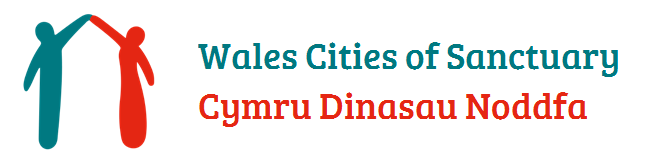 Wales Cities of Sanctuary
Cymru Dinasau Noddfa